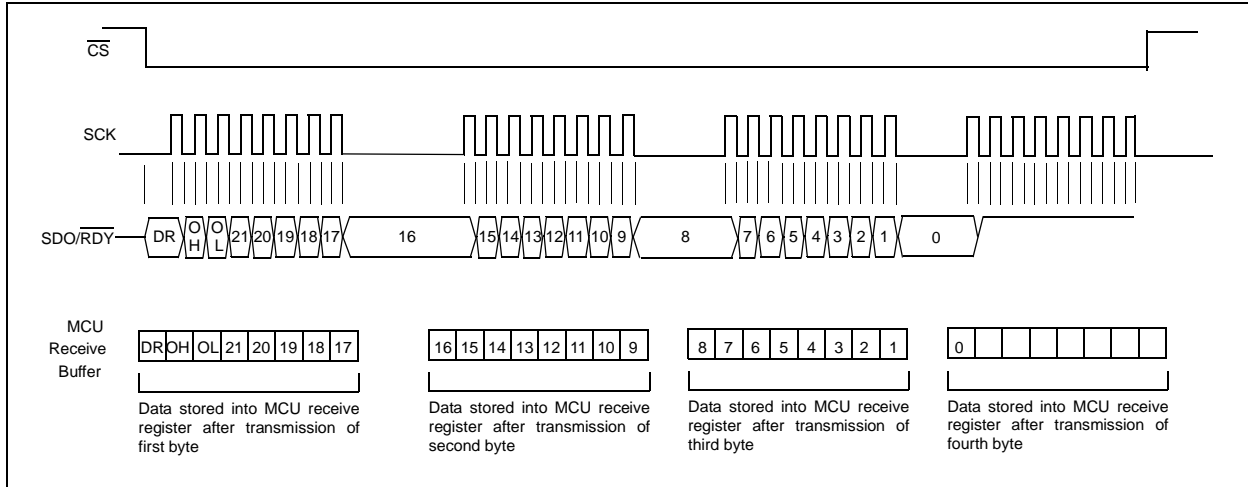 CS
SCK
SDO/RDY
DR OH OL 21 20 19 18 17 16 15 14 13 12 11 10 9 8 7 6 5 4 3 2 1 0
MCU
Receive
Buffer
DR OH OL 21 20 19 18 17
16 15 14 13 12 11 10 9
8 7 6 5 4 3 2 1
0
Data stored into MCU receive
register after transmission of
first byte
Data stored into MCU receive
register after transmission of
second byte
Data stored into MCU receive
register after transmission of
third byte
Data stored into MCU receive
register after transmission of
fourth byte